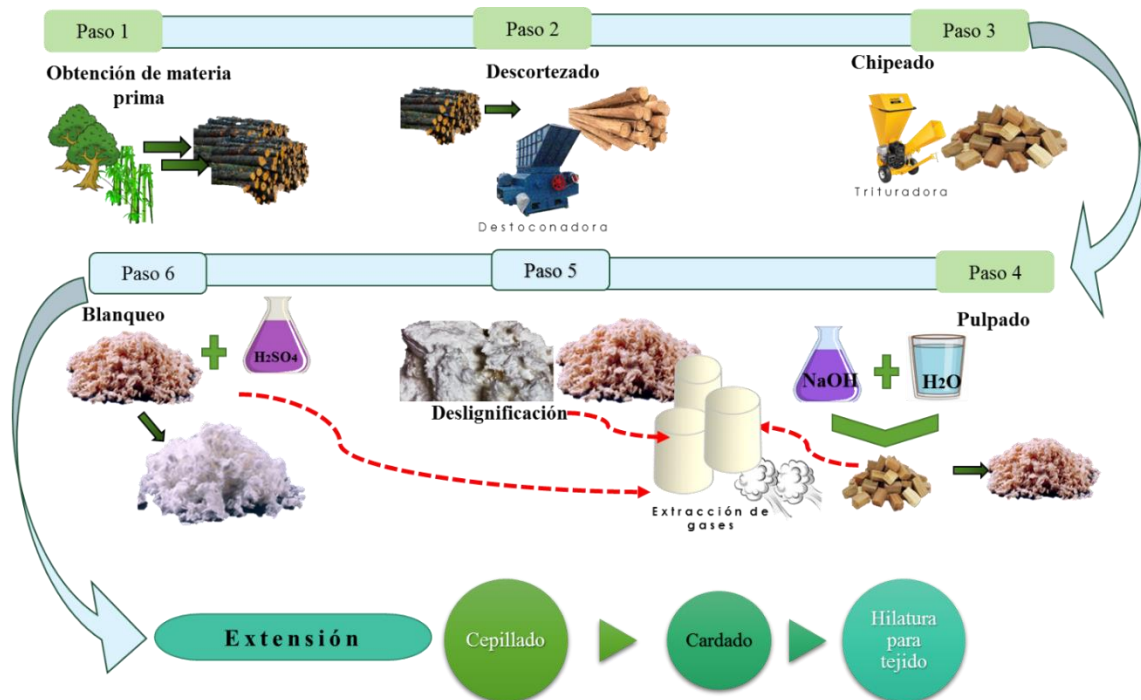 Paso 1
Paso 2
Paso 3
Obtención de materia
prima
Descortezado
Chipeado
Destoconadora
Trituradora
Paso 6
Paso 5
Paso 4
Blanqueo
H2SO4
Deslignificación
Pulpado
NaOH
H2O
Extracción de
gases
Extensión
Cepillado
Cardado
Hilatura
para
tejido